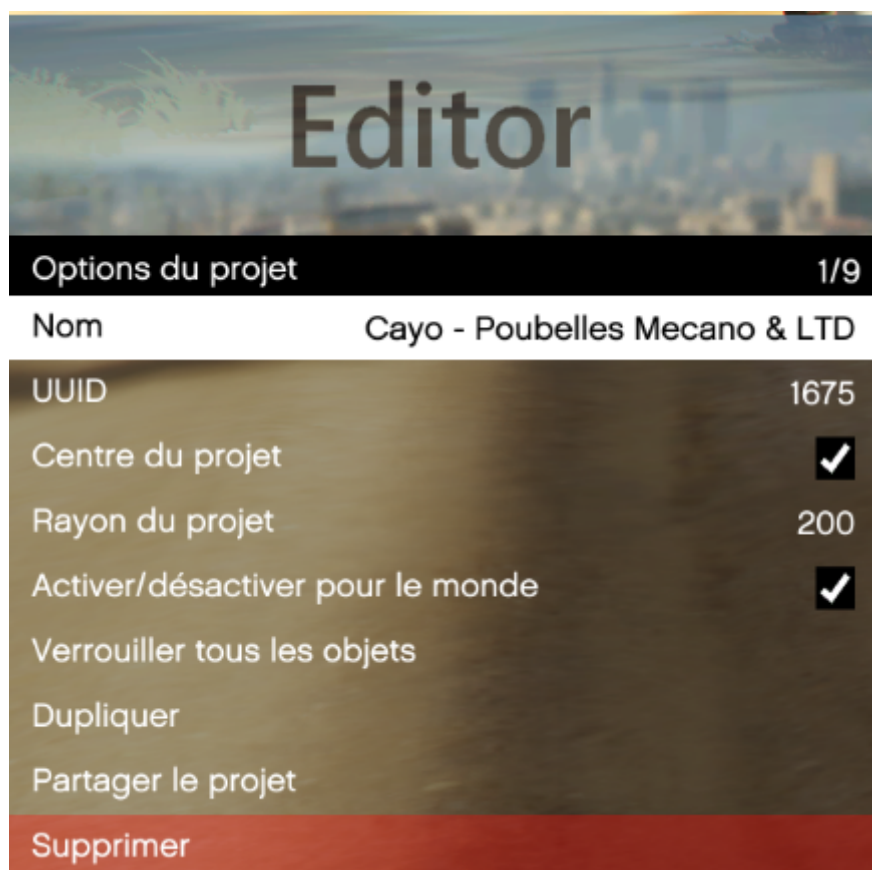 Editor
Options du projet 1/9
Nom Cayo - Poubelles Mecano & LTD
UUID 1675
Centre du projet
Rayon du projet 200
Activer/désactiver pour le monde
Verrouiller tous les objets
Dupliquer
Partager le projet
Supprimer